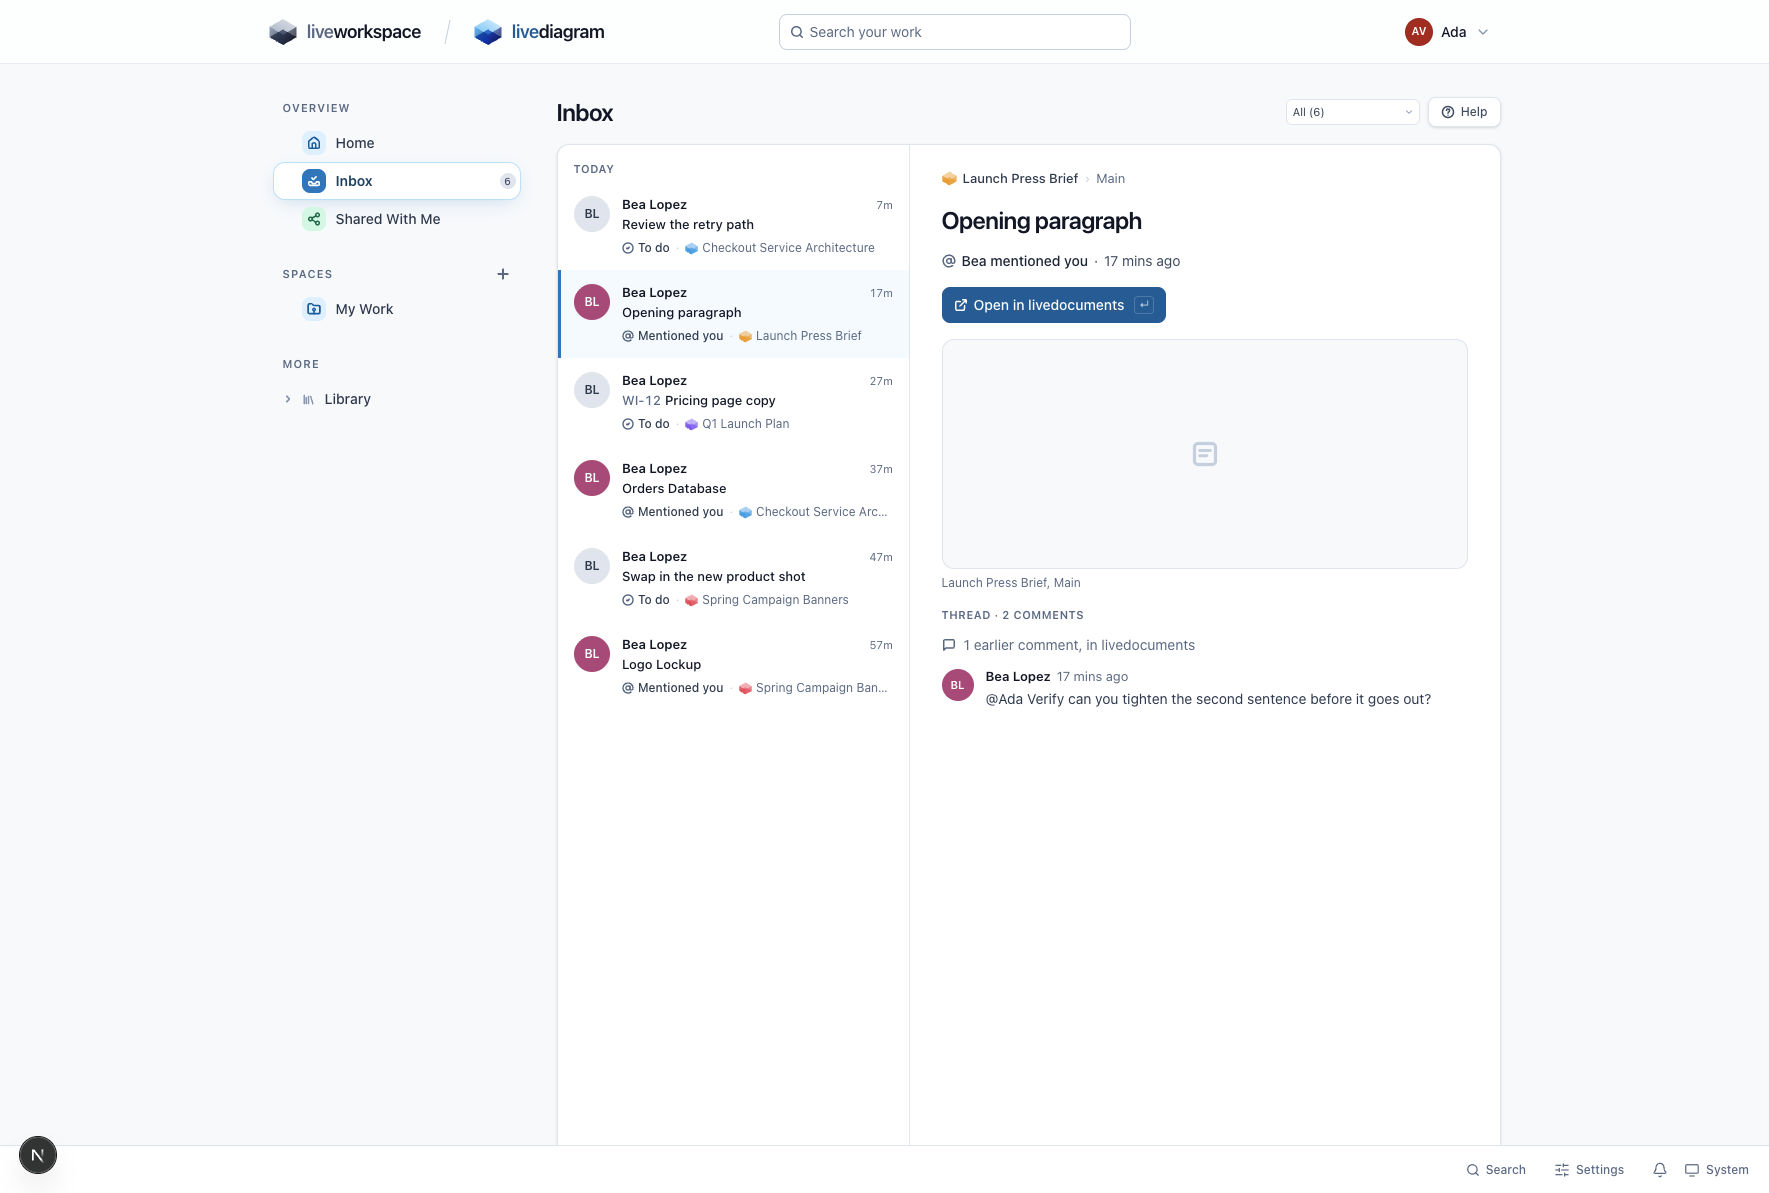 liveworkspace / livediagram
Search your work
AV Ada
OVERVIEW
Home
Inbox 6
Shared With Me
SPACES
My Work
MORE
Library
Inbox
All (6)
Help
TODAY
BL Bea Lopez 7m
Review the retry path
To do · Checkout Service Architecture
BL Bea Lopez 17m
Opening paragraph
Mentioned you · Launch Press Brief
BL Bea Lopez 27m
WI-12 Pricing page copy
To do · Q1 Launch Plan
BL Bea Lopez 37m
Orders Database
Mentioned you · Checkout Service Arc...
BL Bea Lopez 47m
Swap in the new product shot
To do · Spring Campaign Banners
BL Bea Lopez 57m
Logo Lockup
Mentioned you · Spring Campaign Ban...
Launch Press Brief › Main
Opening paragraph
Bea mentioned you · 17 mins ago
Open in livedocuments
Launch Press Brief, Main
THREAD · 2 COMMENTS
1 earlier comment, in livedocuments
BL Bea Lopez 17 mins ago
@Ada Verify can you tighten the second sentence before it goes out?
N
Search
Settings
System